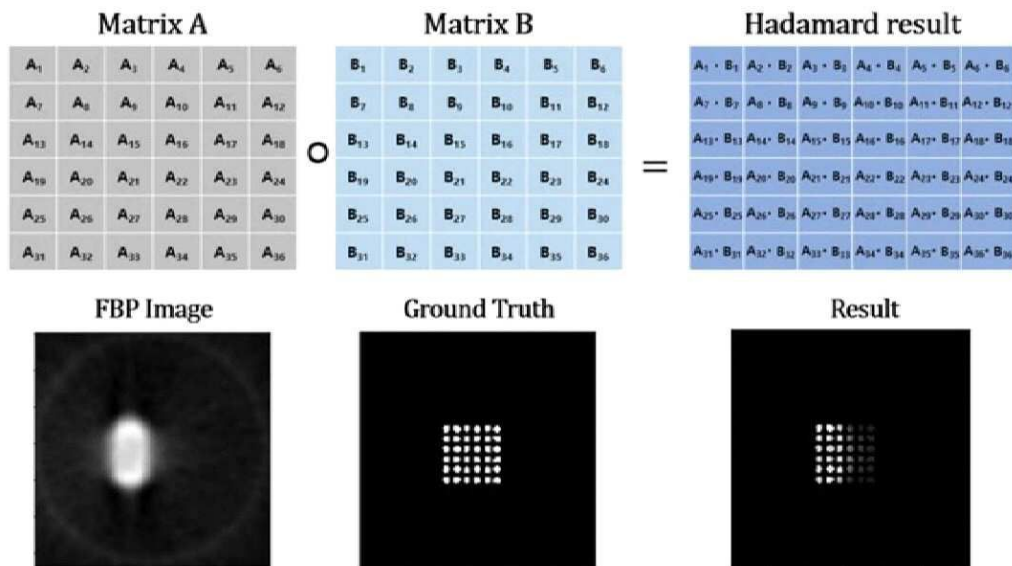 Matrix A Matrix B Hadamard result
A₁ A₂ A₃ A₄ A₅ A₆ B₁ B₂ B₃ B₄ B₅ B₆ A₁ • B₁ A₂ • B₂ A₃ • B₃ A₄ • B₄ A₅ • B₅ A₆ • B₆
A₇ A₈ A₉ A₁₀ A₁₁ A₁₂ B₇ B₈ B₉ B₁₀ B₁₁ B₁₂ A₇ • B₇ A₈ • B₈ A₉ • B₉ A₁₀ • B₁₀ A₁₁ • B₁₁ A₁₂ • B₁₂
A₁₃ A₁₄ A₁₅ A₁₆ A₁₇ A₁₈ O B₁₃ B₁₄ B₁₅ B₁₆ B₁₇ B₁₈ = A₁₃ • B₁₃ A₁₄ • B₁₄ A₁₅ • B₁₅ A₁₆ • B₁₆ A₁₇ • B₁₇ A₁₈ • B₁₈
A₁₉ A₂₀ A₂₁ A₂₂ A₂₃ A₂₄ B₁₉ B₂₀ B₂₁ B₂₂ B₂₃ B₂₄ A₁₉ • B₁₉ A₂₀ • B₂₀ A₂₁ • B₂₁ A₂₂ • B₂₂ A₂₃ • B₂₃ A₂₄ • B₂₄
A₂₅ A₂₆ A₂₇ A₂₈ A₂₉ A₃₀ B₂₅ B₂₆ B₂₇ B₂₈ B₂₉ B₃₀ A₂₅ • B₂₅ A₂₆ • B₂₆ A₂₇ • B₂₇ A₂₈ • B₂₈ A₂₉ • B₂₉ A₃₀ • B₃₀
A₃₁ A₃₂ A₃₃ A₃₄ A₃₅ A₃₆ B₃₁ B₃₂ B₃₃ B₃₄ B₃₅ B₃₆ A₃₁ • B₃₁ A₃₂ • B₃₂ A₃₃ • B₃₃ A₃₄ • B₃₄ A₃₅ • B₃₅ A₃₆ • B₃₆
FBP Image Ground Truth Result